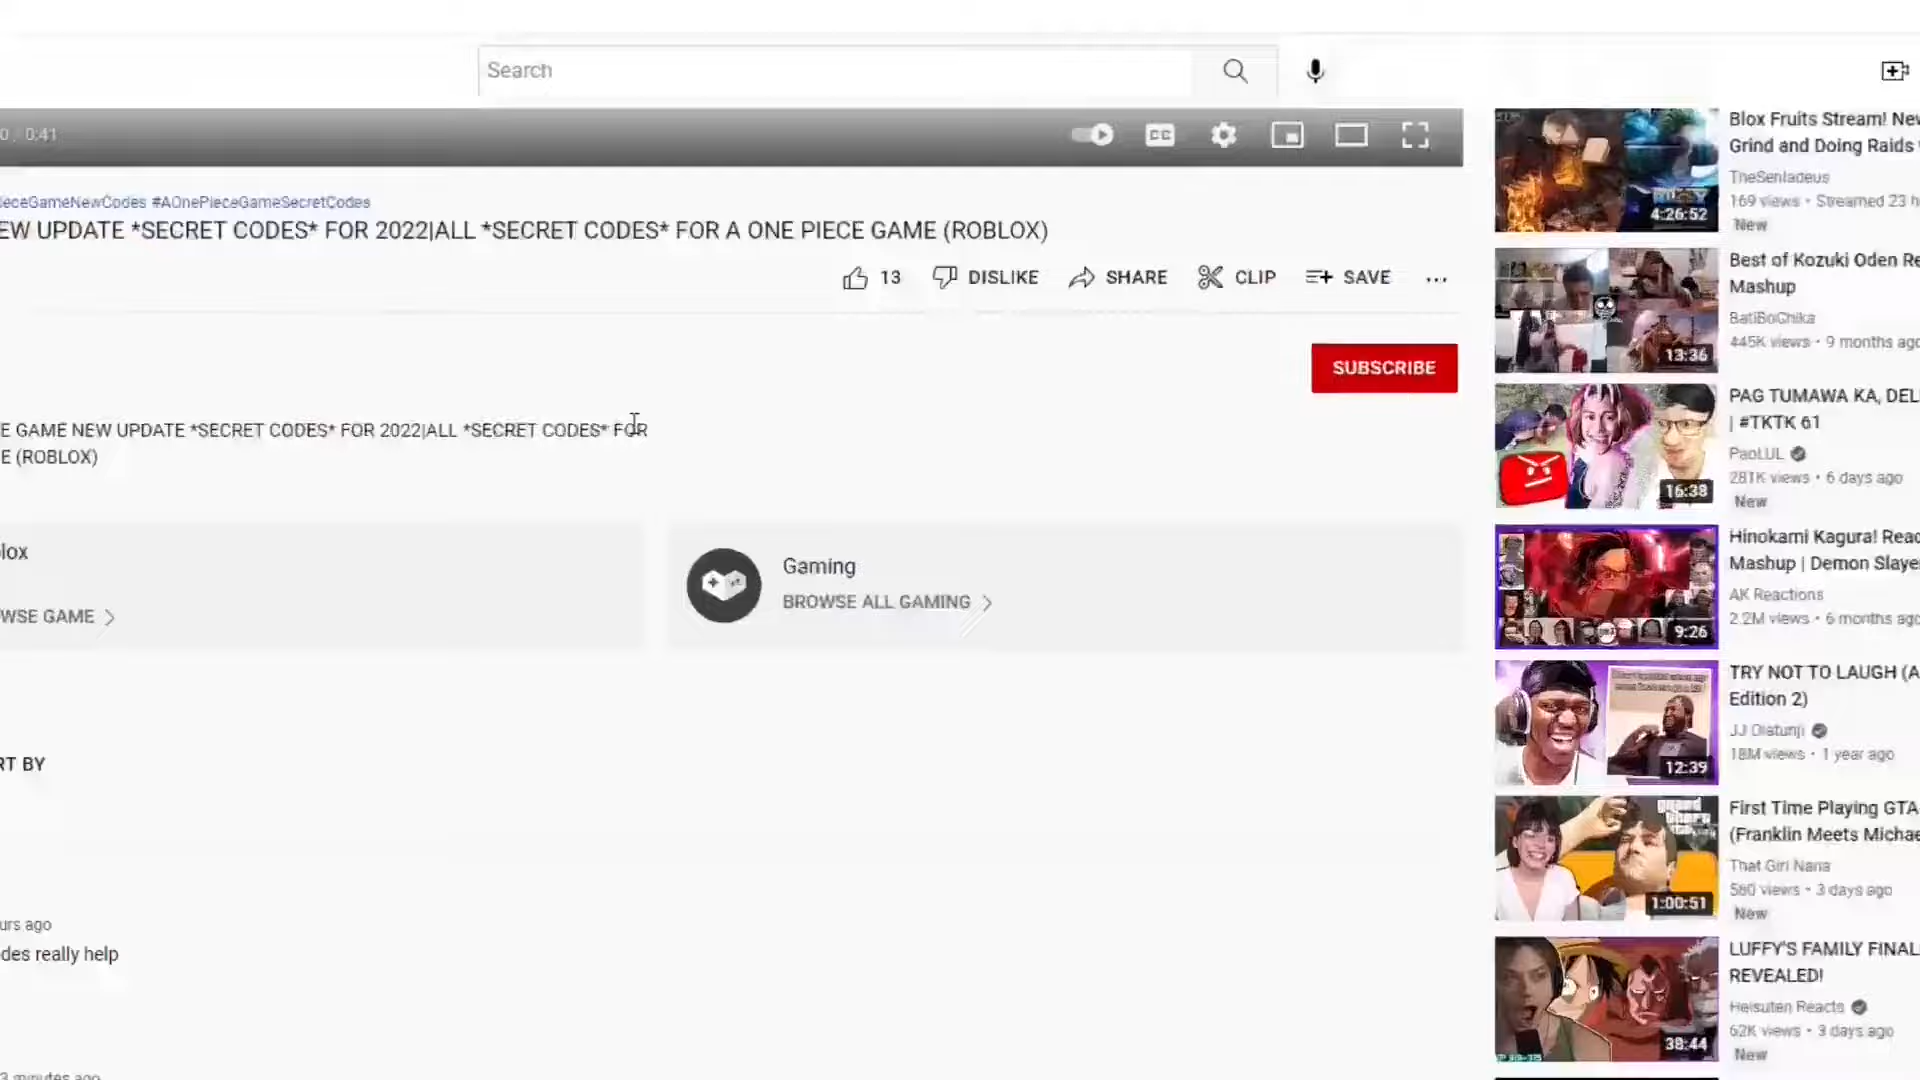 Search
0:41
ieceGameNewCodes #AOnePieceGameSecretCodes
EW UPDATE *SECRET CODES* FOR 2022|ALL *SECRET CODES* FOR A ONE PIECE GAME (ROBLOX)
13 DISLIKE SHARE CLIP SAVE ...
SUBSCRIBE
E GAME NEW UPDATE *SECRET CODES* FOR 2022|ALL *SECRET CODES* FOR
E (ROBLOX)
lox
WSE GAME
Gaming
BROWSE ALL GAMING
RT BY
urs ago
des really help
3 minutes ago
4:26:52
Blox Fruits Stream! New
Grind and Doing Raids
TheSenladeus
169 views • Streamed 23 h
New
13:36
Best of Kozuki Oden Re
Mashup
BatiBoiChika
445K views • 9 months ago
16:38
PAG TUMAWA KA, DEL
| #TKTK 61
PaoLUL
281K views • 6 days ago
New
9:26
Hinokami Kagura! Reac
Mashup | Demon Slaye
AK Reactions
2.2M views • 6 months ago
12:39
TRY NOT TO LAUGH (A
Edition 2)
JJ Olatunji
18M views • 1 year ago
1:00:51
First Time Playing GTA
(Franklin Meets Michae
That Girl Nana
580 views • 3 days ago
New
38:44
LUFFY'S FAMILY FINAL
REVEALED!
Heisuten Reacts
62K views • 3 days ago
New